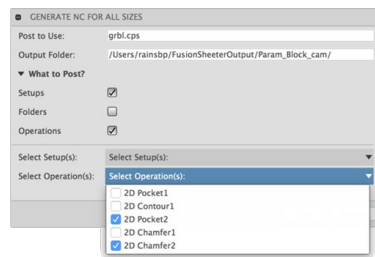 GENERATE NC FOR ALL SIZES
Post to Use: grbl.cps
Output Folder: /Users/rainsbp/FusionSheeterOutput/Param_Block_cam/
What to Post?
Setups
Folders
Operations
Select Setup(s): Select Setup(s):
Select Operation(s): Select Operation(s):
2D Pocket1
2D Contour1
2D Pocket2
2D Chamfer1
2D Chamfer2